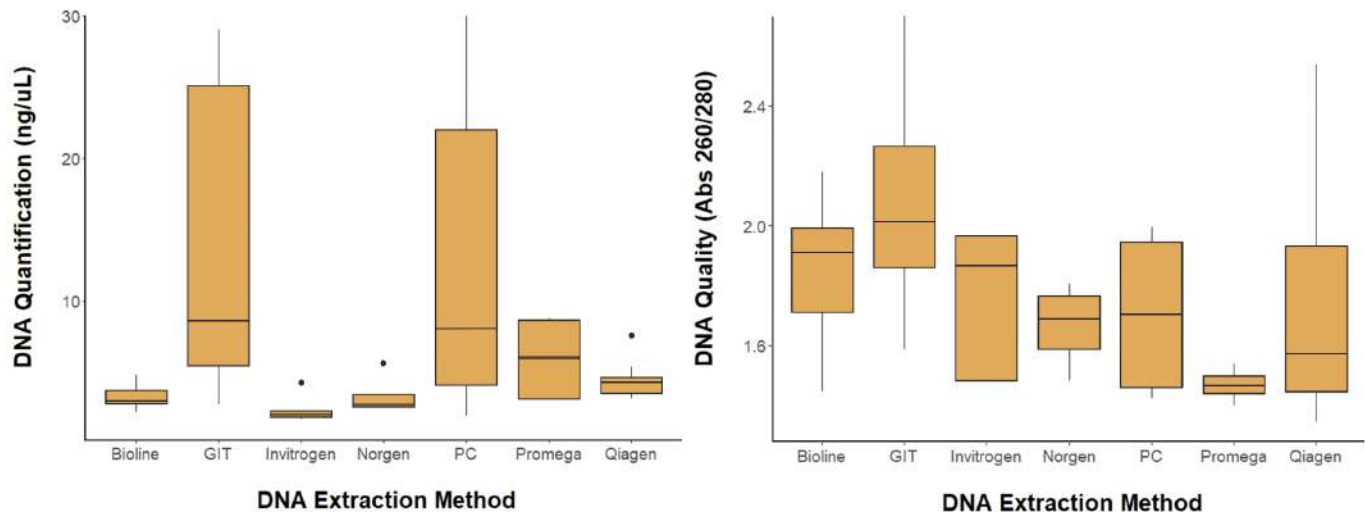 DNA Quantification (ng/uL)
30
20
10
Bioline GIT Invitrogen Norgen PC Promega Qiagen
DNA Extraction Method
DNA Quality (Abs 260/280)
2.4
2.0
1.6
Bioline GIT Invitrogen Norgen PC Promega Qiagen
DNA Extraction Method